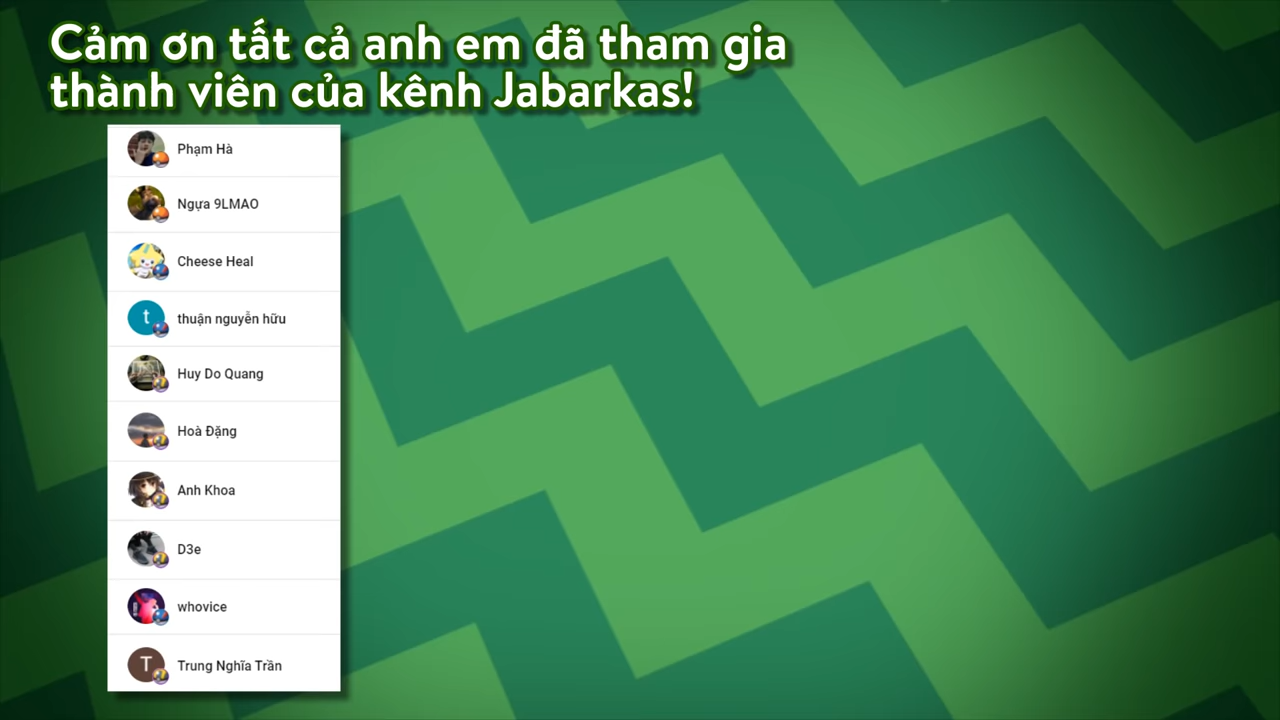 Cảm ơn tất cả anh em đã tham gia
thành viên của kênh Jabarkas!
Phạm Hà
Ngựa 9LMAO
Cheese Heal
t
thuận nguyễn hữu
Huy Do Quang
Hoà Đặng
Anh Khoa
D3e
whovice
T
Trung Nghĩa Trần